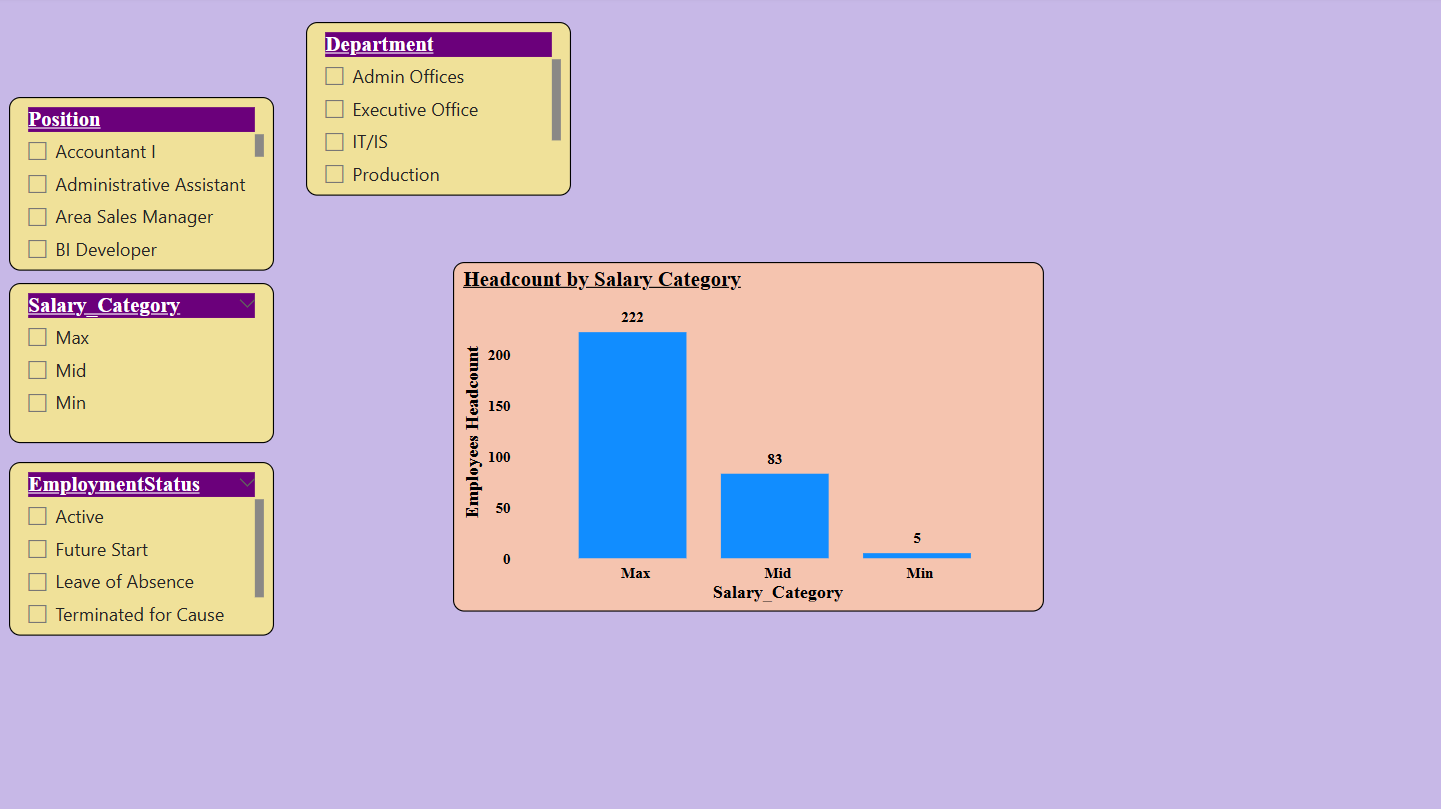 Department
Admin Offices
Executive Office
IT/IS
Production
Position
Accountant I
Administrative Assistant
Area Sales Manager
BI Developer
Salary_Category
Max
Mid
Min
EmploymentStatus
Active
Future Start
Leave of Absence
Terminated for Cause
Headcount by Salary Category
Employees Headcount
200
150
100
50
0
222
83
5
Max
Mid
Min
Salary_Category